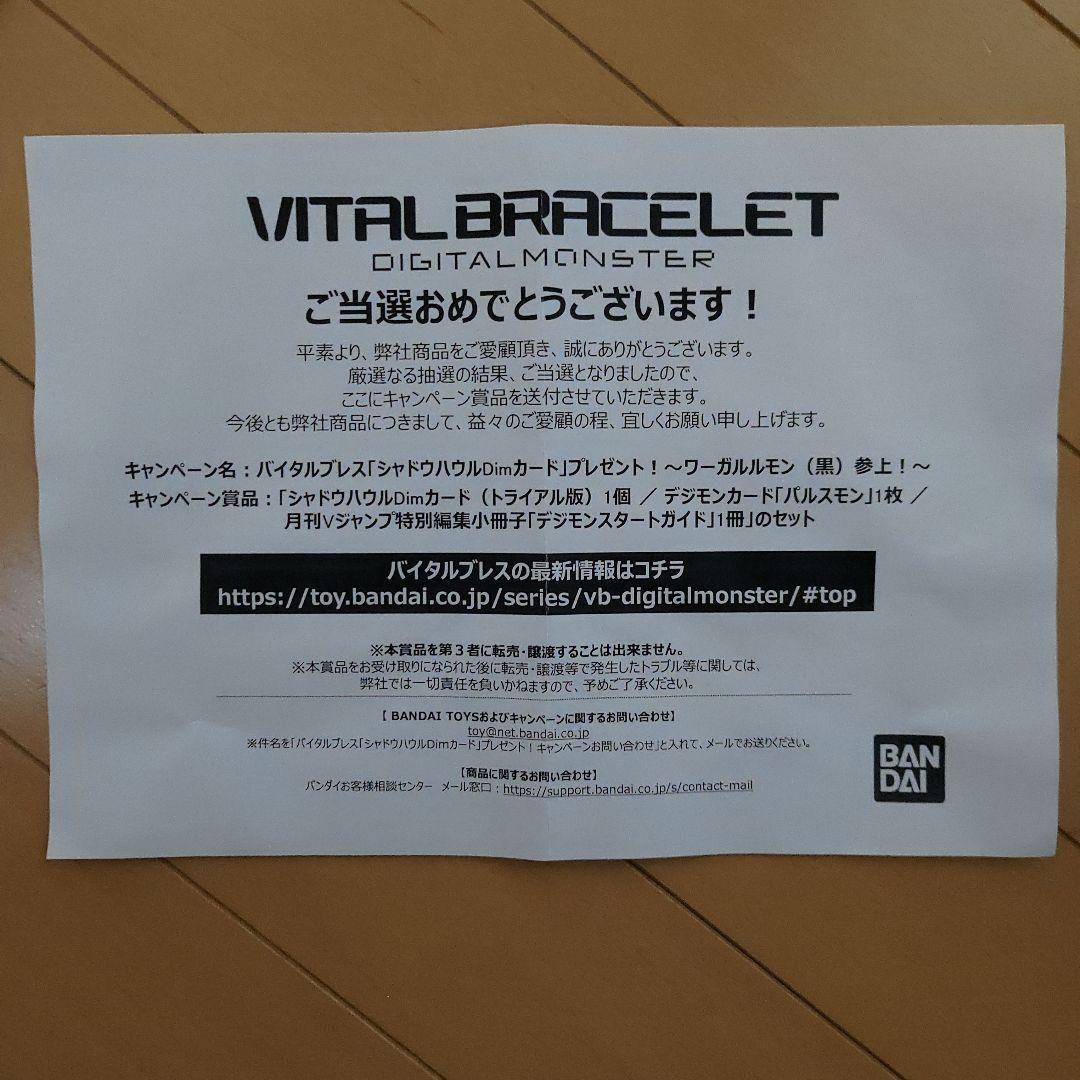 VITALBRACELET
DIGITALMONSTER
ご当選おめでとうございます！
平素より、弊社商品をご愛顧頂き、誠にありがとうございます。
厳選なる抽選の結果、ご当選となりましたので、
ここにキャンペーン賞品を送付させていただきます。
今後とも弊社商品につきまして、益々のご愛顧の程、宜しくお願い申し上げます。
キャンペーン名：バイタルブレス「シャドウハウルDimカード」プレゼント！～ワーガルルモン（黒）参上！～
キャンペーン賞品：「シャドウハウルDimカード（トライアル版）1個 ／ デジモンカード「パルスモン」1枚 ／
月刊Vジャンプ特別編集小冊子「デジモンスタートガイド」1冊」のセット
バイタルブレスの最新情報はコチラ
https://toy.bandai.co.jp/series/vb-digitalmonster/#top
※本賞品を第３者に転売・譲渡することは出来ません。
※本賞品をお受け取りになられた後に転売・譲渡等で発生したトラブル等に関しては、
弊社では一切責任を負いかねますので、予めご了承ください。
【 BANDAI TOYSおよびキャンペーンに関するお問い合わせ】
toy@net.bandai.co.jp
※件名を「バイタルブレス「シャドウハウルDimカード」プレゼント！キャンペーンお問い合わせ」と入れて、メールでお送りください。
【商品に関するお問い合わせ】
バンダイお客様相談センター メール窓口：https://support.bandai.co.jp/s/contact-mail
BAN
DAI